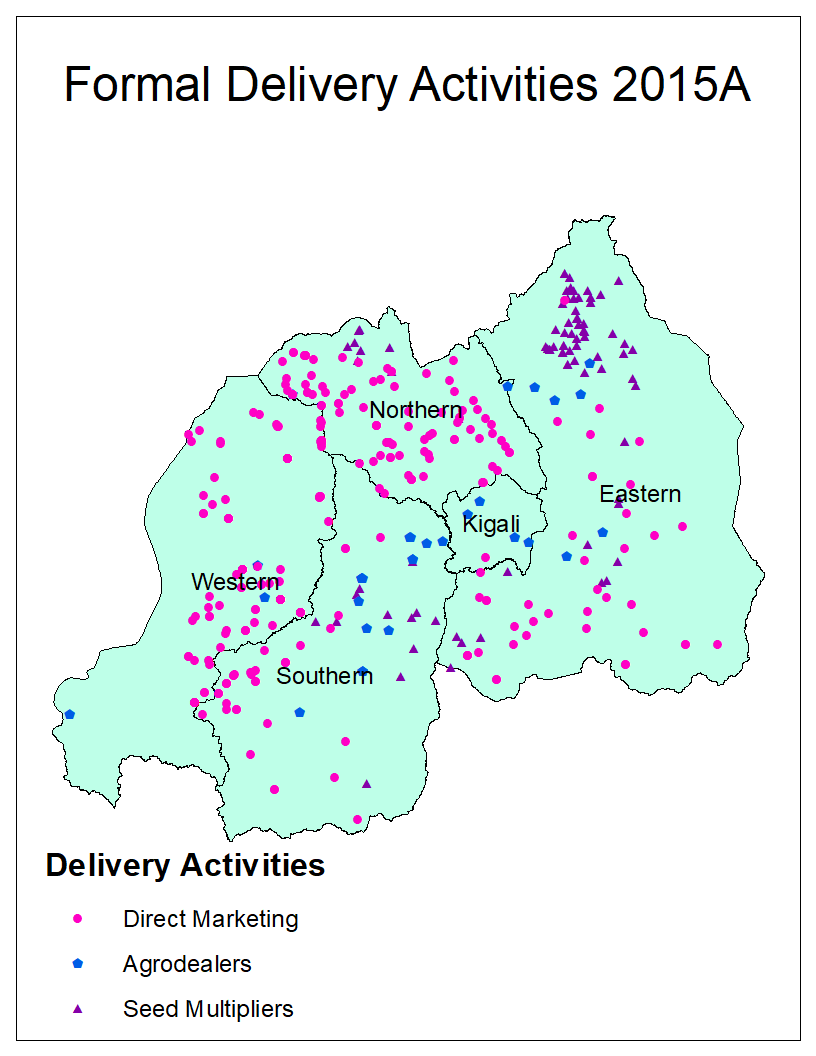 Formal Delivery Activities 2015A
Northern
Eastern
Kigali
Western
Southern
Delivery Activities
Direct Marketing
Agrodealers
Seed Multipliers